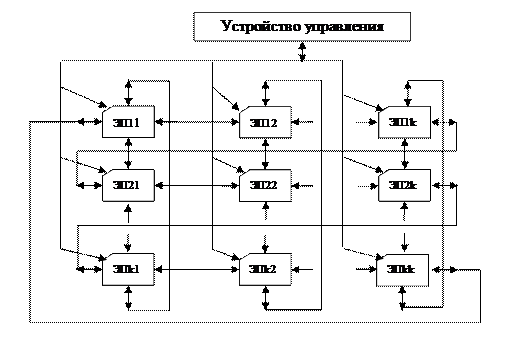 Устройство управления
ЭП11 ЭП12 ЭП1k
ЭП21 ЭП22 ЭП2k
ЭПk1 ЭПk2 ЭПkk